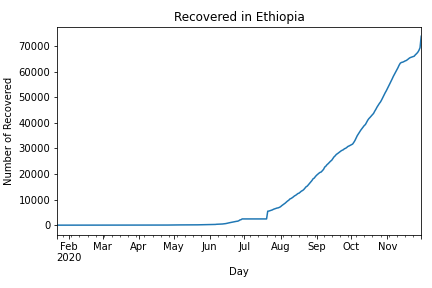 Recovered in Ethiopia
Number of Recovered
70000
60000
50000
40000
30000
20000
10000
0
Feb Mar Apr May Jun Jul Aug Sep Oct Nov
2020
Day